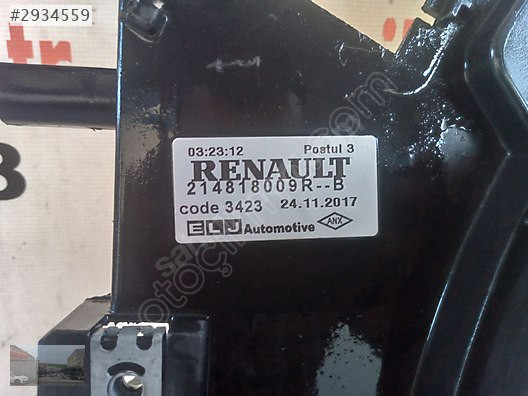 #2934559
03:23:12 Postul 3
RENAULT
214818009R--B
code 3423 24.11.2017
ELJ Automotive ANX